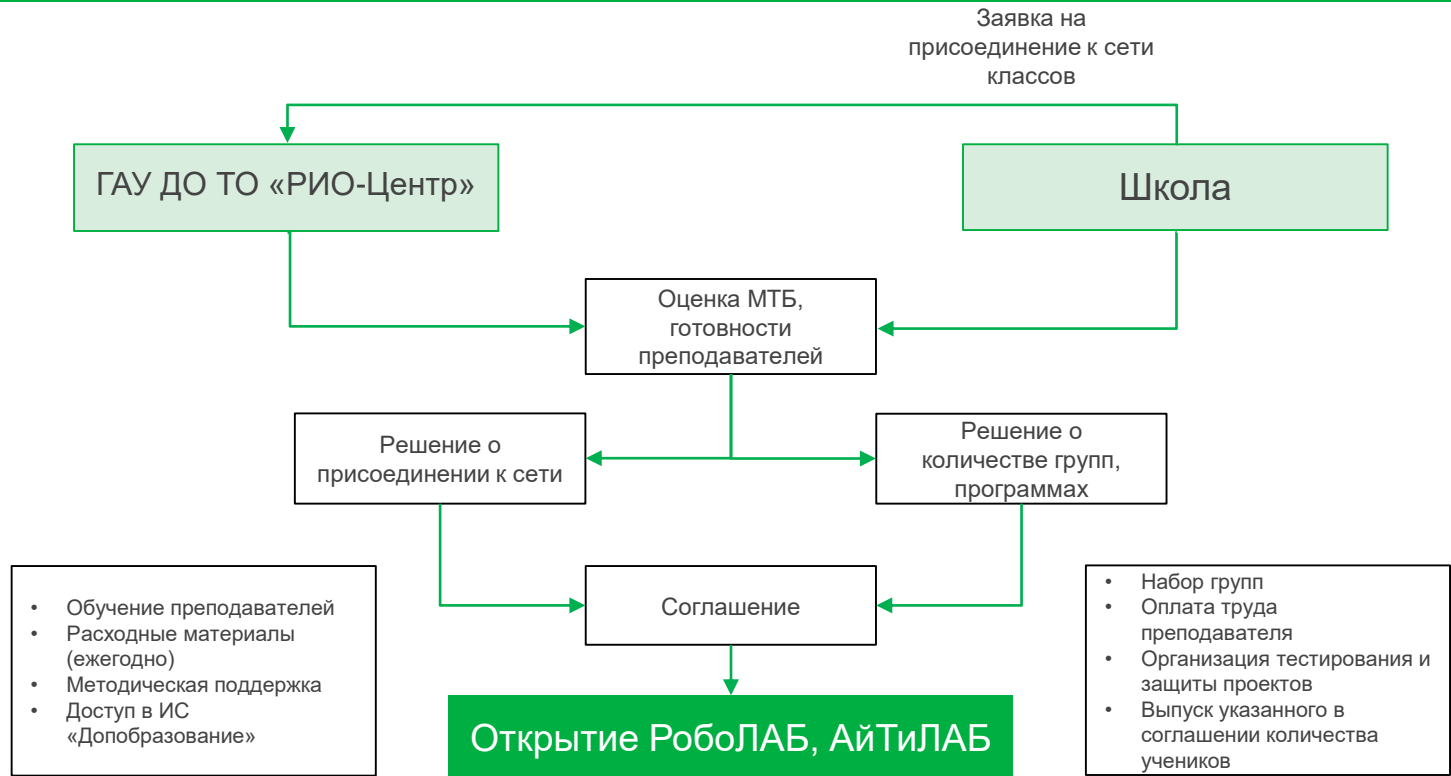 Заявка на
присоединение к сети
классов
ГАУ ДО ТО «РИО-Центр»
Школа
Оценка МТБ,
готовности
преподавателей
Решение о
присоединении к сети
Решение о
количестве групп,
программах
• Обучение преподавателей
• Расходные материалы
(ежегодно)
• Методическая поддержка
• Доступ в ИС
«Допобразование»
Соглашение
• Набор групп
• Оплата труда
преподавателя
• Организация тестирования и
защиты проектов
• Выпуск указанного в
соглашении количества
учеников
Открытие РобоЛАБ, АйТиЛАБ